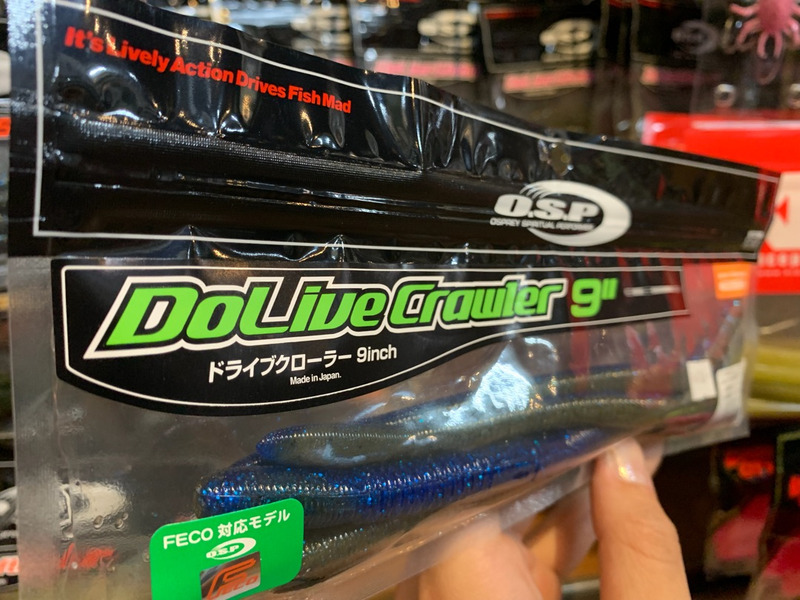 It's Lively Action Drives Fish Mad
O.S.P
OSPREY SPIRITUAL PERFORMER
DoLive Crawler 9"
ドライブクローラー 9inch
Made in Japan.
FECO 対応モデル
O.S.P
FECO